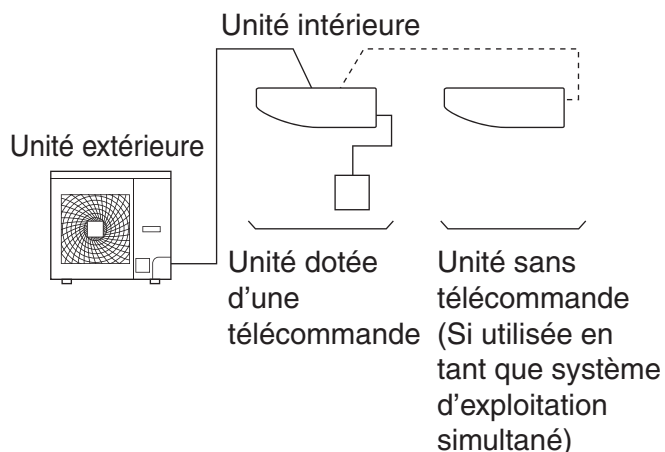 Unité intérieure
Unité extérieure
Unité dotée
d'une
télécommande
Unité sans
télécommande
(Si utilisée en
tant que système
d'exploitation
simultané)